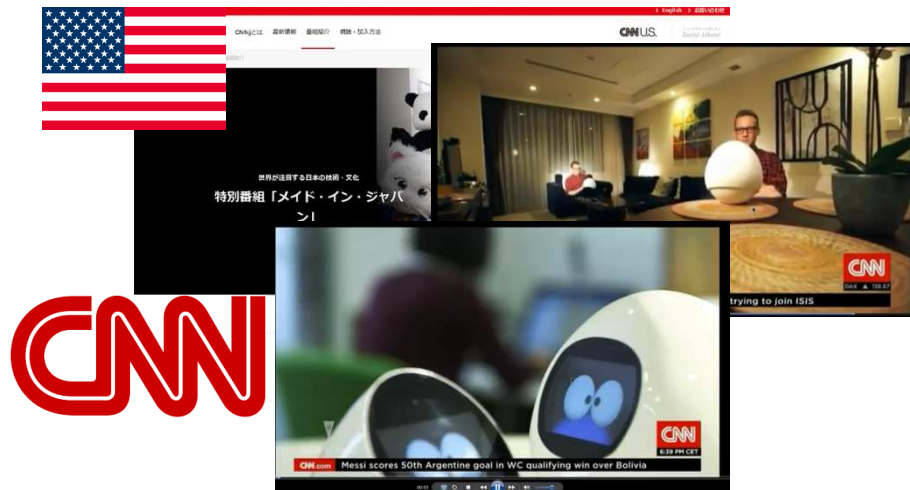 > English > お問い合わせ
CNNjとは 最新情報 番組紹介 視聴・加入方法
CNN U.S.
世界が注目する日本の技術・文化
特別番組「メイド・イン・ジャパ
ン」
CNN
DAX ▲ 158.87
trying to join ISIS
CNN
CNN
6:39 PM CET
CNN.com Messi scores 50th Argentine goal in WC qualifying win over Bolivia